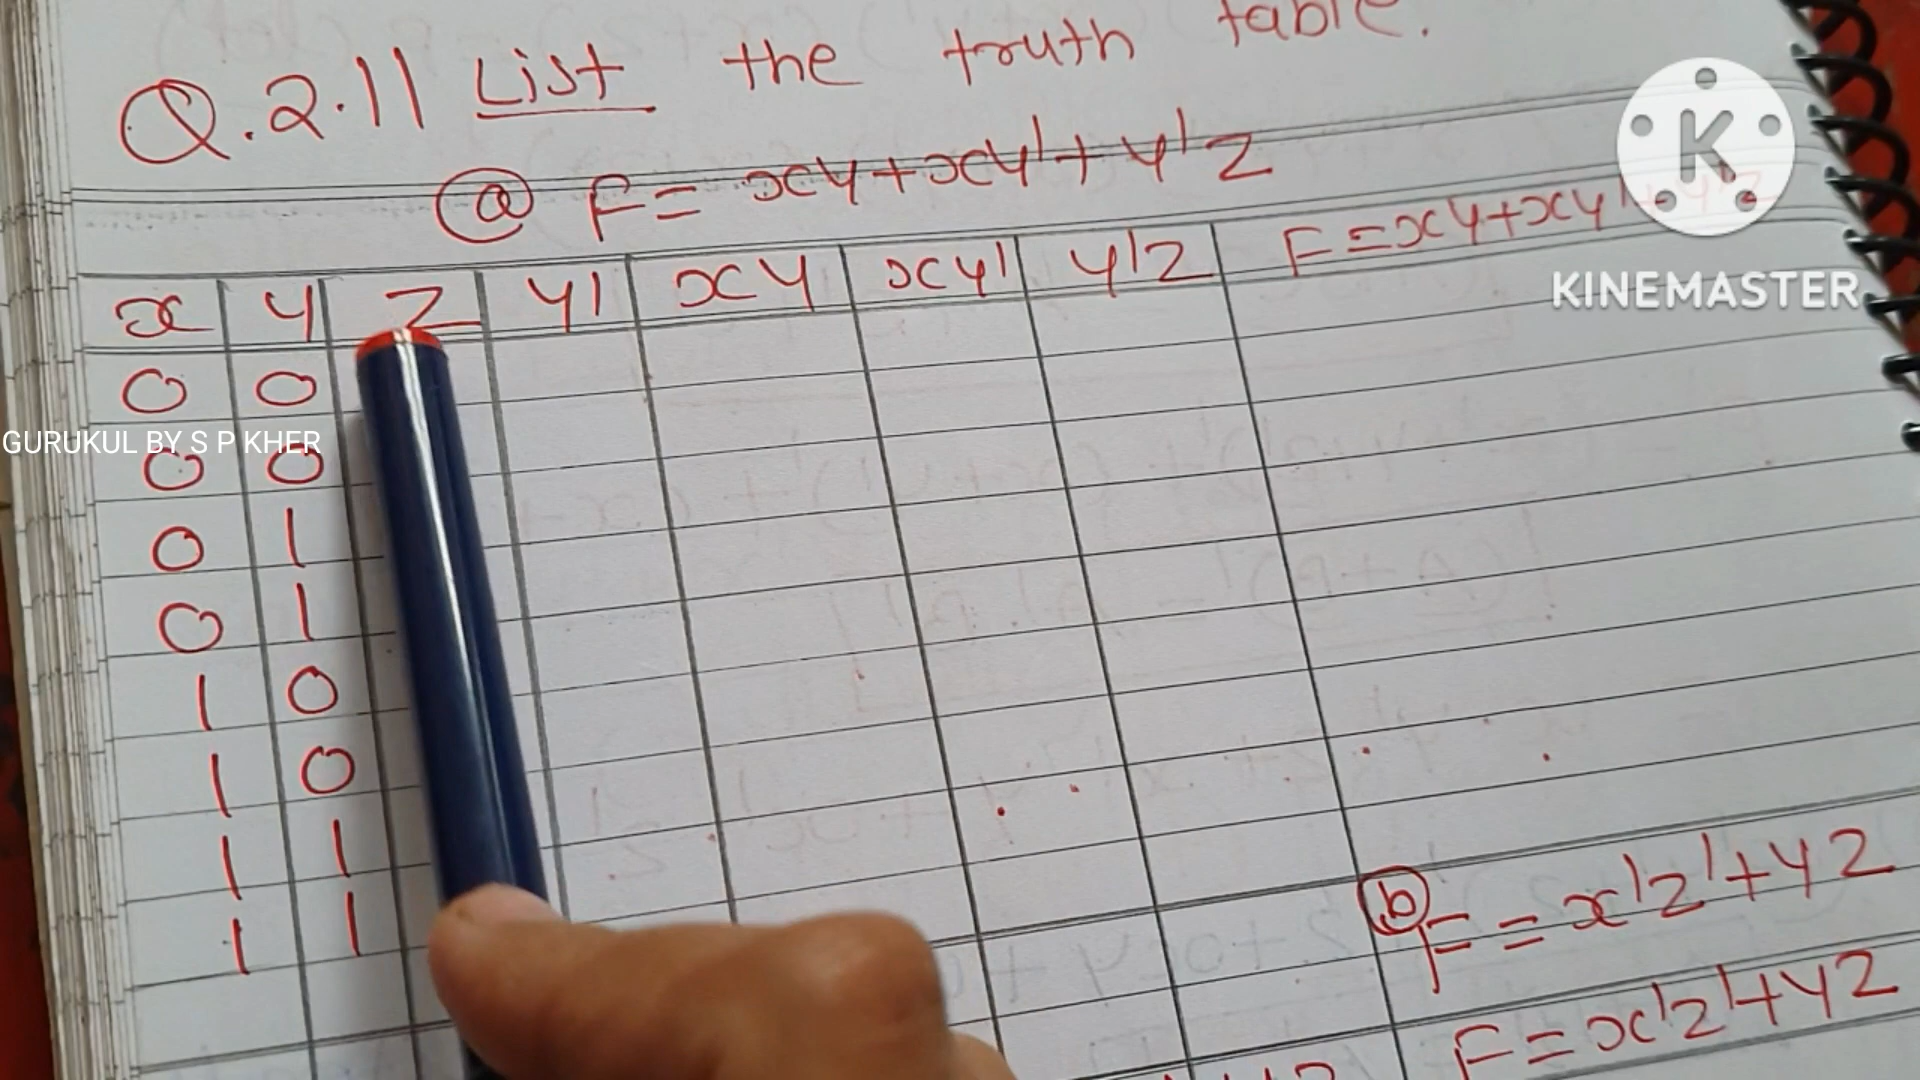 Q.2.11 List the truth table.
ⓐ F = xy+xy'+y'z
x y z y' xy xy' y'z F=xy+xy'+y'z
KINEMASTER
0 0
GURUKUL BY S P KHER
0 0
0 1
0 1
1 0
1 0
1 1
1 1
ⓑ F = x'z'+yz
F=x'z'+yz